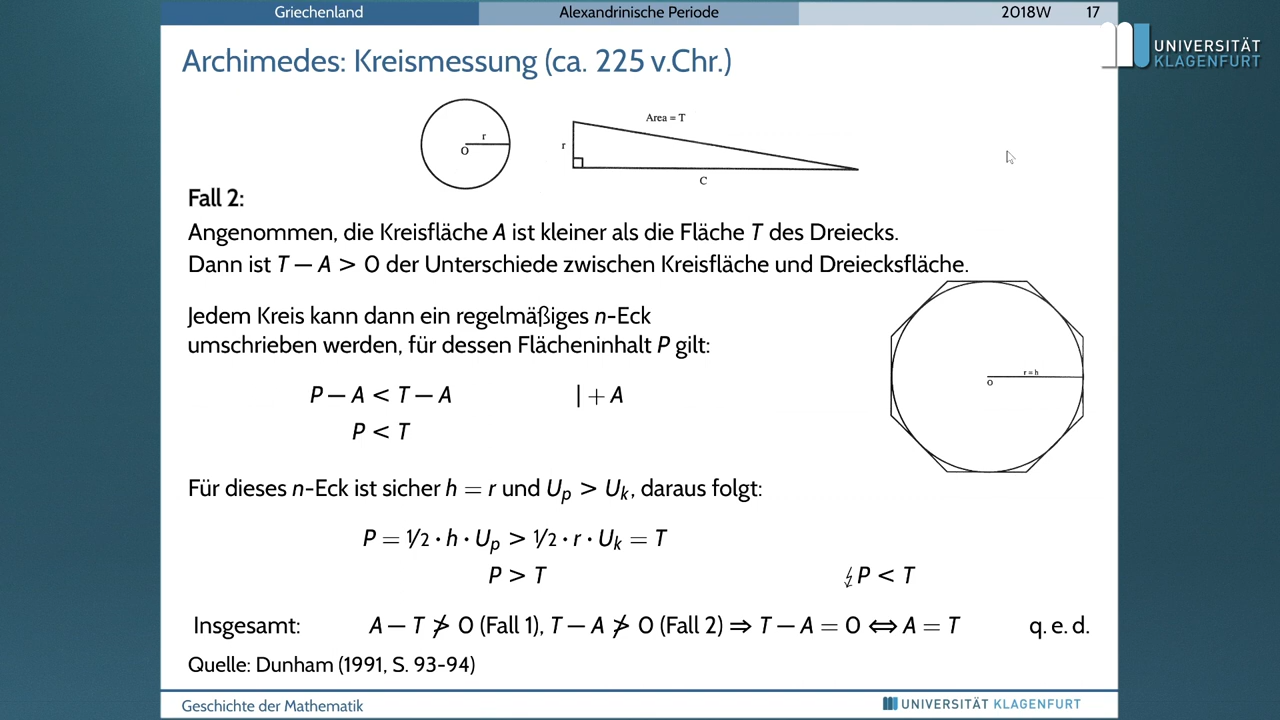 Griechenland Alexandrinische Periode 2018W 17
UNIVERSITÄT
KLAGENFURT
Archimedes: Kreismessung (ca. 225 v.Chr.)
r
O
Area = T
r
C
Fall 2:
Angenommen, die Kreisfläche A ist kleiner als die Fläche T des Dreiecks.
Dann ist T − A > 0 der Unterschiede zwischen Kreisfläche und Dreiecksfläche.
Jedem Kreis kann dann ein regelmäßiges n-Eck
umschrieben werden, für dessen Flächeninhalt P gilt:
P − A < T − A | + A
P < T
r = h
O
Für dieses n-Eck ist sicher h = r und Uₚ > Uₖ, daraus folgt:
P = 1/2 · h · Uₚ > 1/2 · r · Uₖ = T
P > T ↯ P < T
Insgesamt: A − T ≯ 0 (Fall 1), T − A ≯ 0 (Fall 2) ⇒ T − A = 0 ⇔ A = T q. e. d.
Quelle: Dunham (1991, S. 93-94)
Geschichte der Mathematik UNIVERSITÄT KLAGENFURT